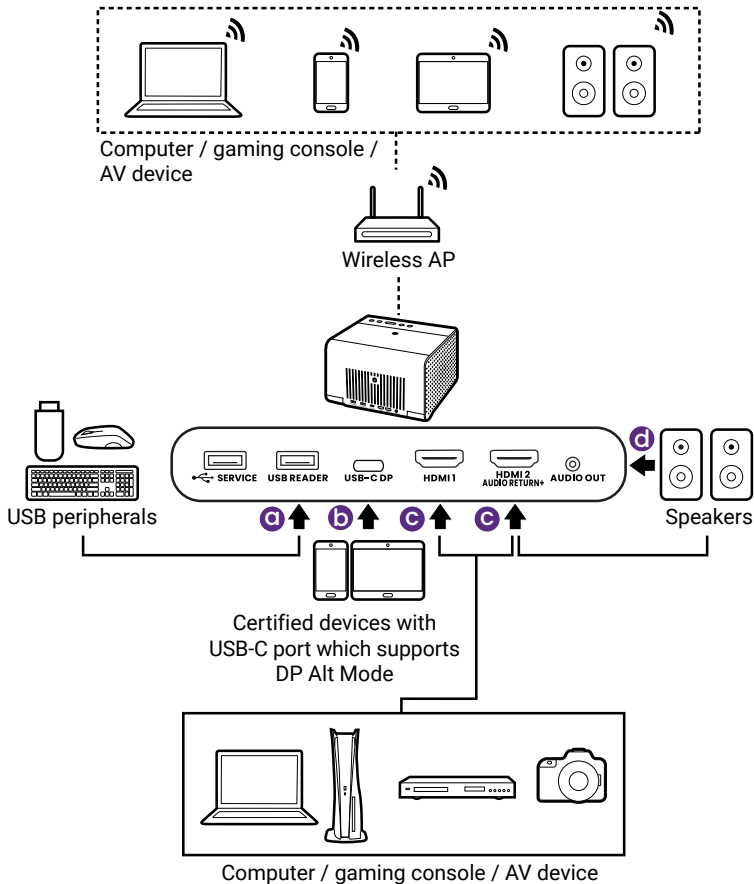 Computer / gaming console /
AV device
Wireless AP
SERVICE
USB READER
USB-C DP
HDMI 1
HDMI 2
AUDIO RETURN+
AUDIO OUT
d
USB peripherals
a
b
c
c
Speakers
Certified devices with
USB-C port which supports
DP Alt Mode
Computer / gaming console / AV device